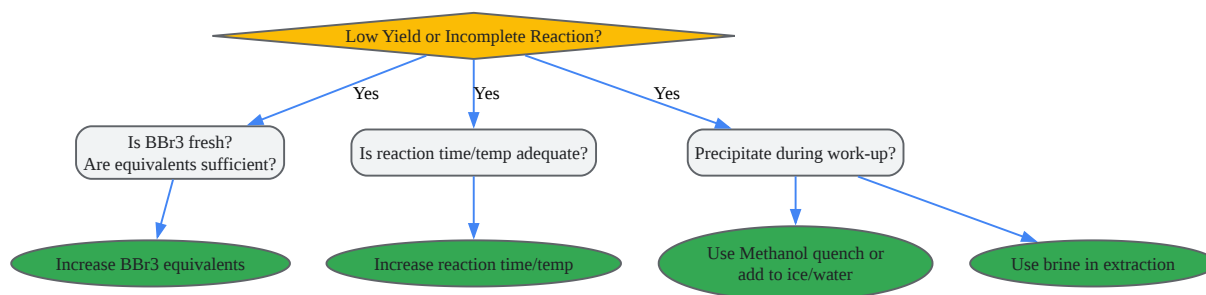 Low Yield or Incomplete Reaction?
Yes
Yes
Yes
Is BBr3 fresh?
Are equivalents sufficient?
Is reaction time/temp adequate?
Precipitate during work-up?
Increase BBr3 equivalents
Increase reaction time/temp
Use Methanol quench or
add to ice/water
Use brine in extraction